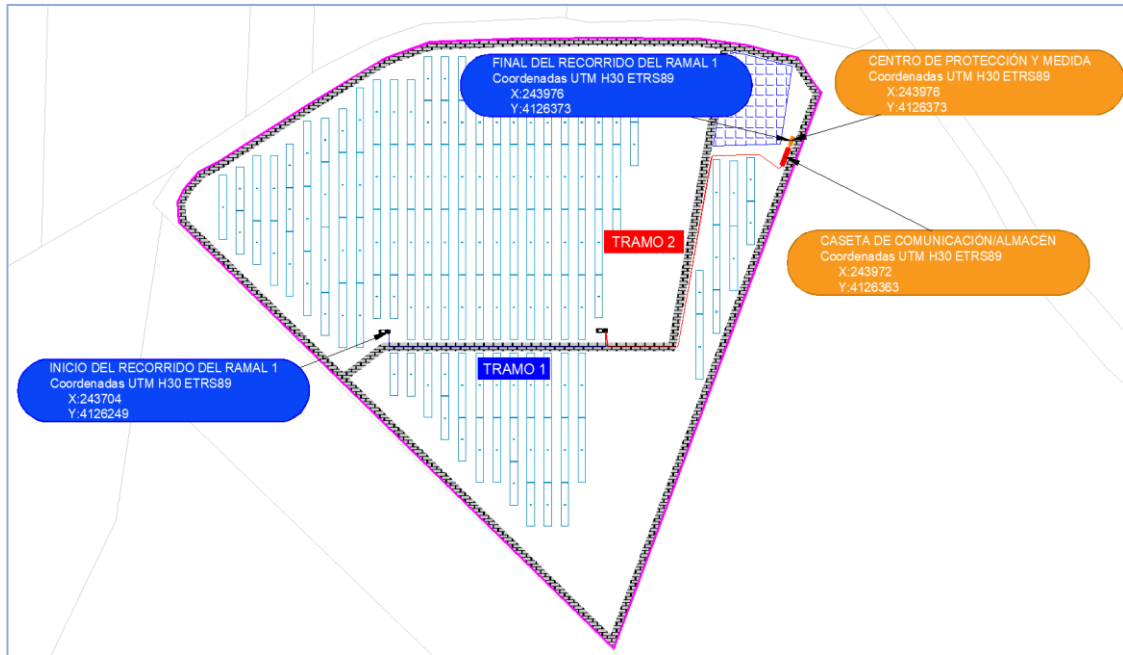 FINAL DEL RECORRIDO DEL RAMAL 1
Coordenadas UTM H30 ETRS89
X:243976
Y:4126373
CENTRO DE PROTECCIÓN Y MEDIDA
Coordenadas UTM H30 ETRS89
X:243976
Y:4126373
TRAMO 2
CASETA DE COMUNICACIÓN/ALMACÉN
Coordenadas UTM H30 ETRS89
X:243972
Y:4126363
INICIO DEL RECORRIDO DEL RAMAL 1
Coordenadas UTM H30 ETRS89
X:243704
Y:4126249
TRAMO 1